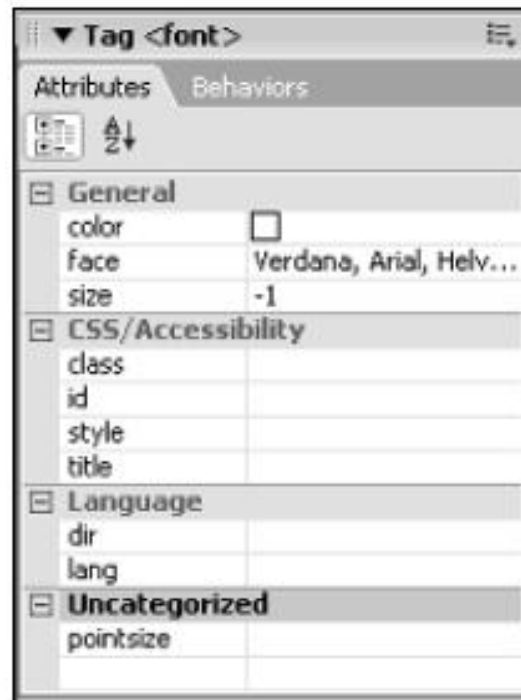 Tag <font>
Attributes Behaviors
A
Z
General
color
face Verdana, Arial, Helv...
size -1
CSS/Accessibility
class
id
style
title
Language
dir
lang
Uncategorized
pointsize